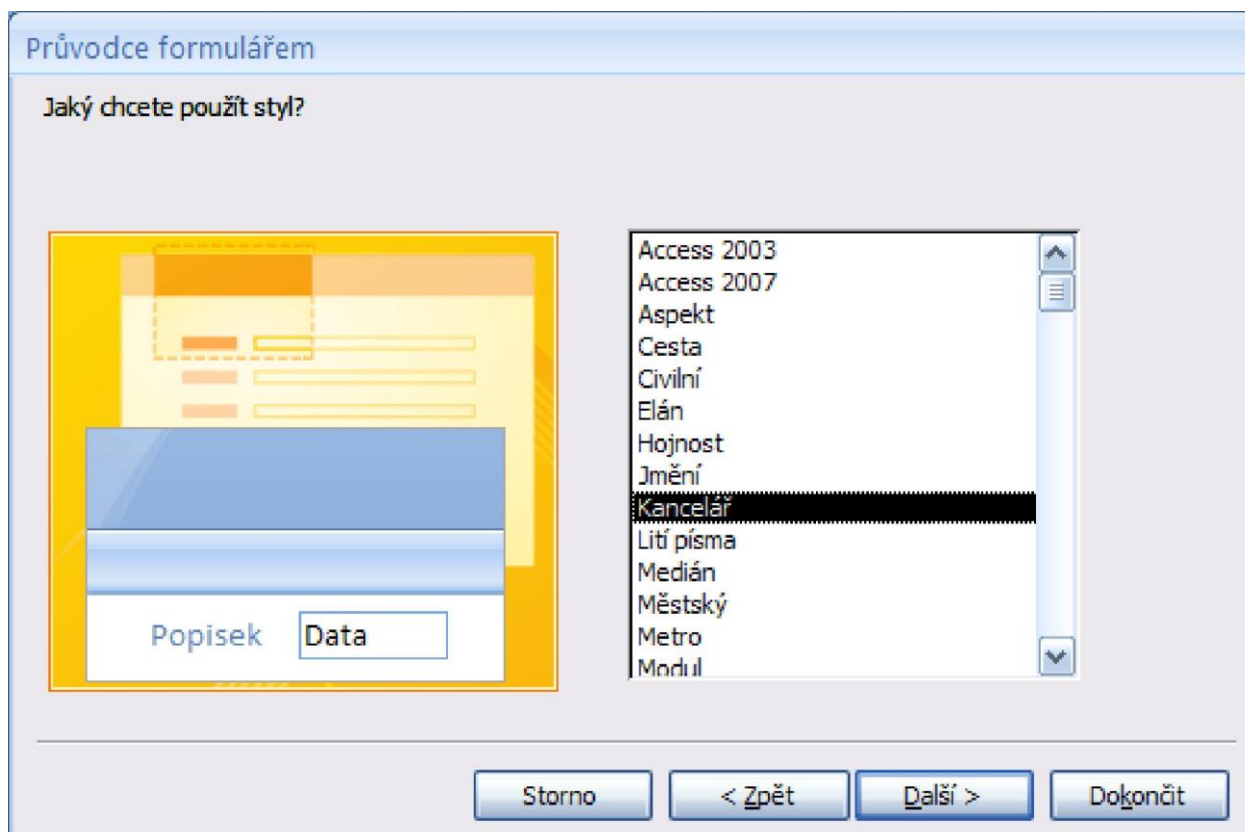 Průvodce formulářem
Jaký chcete použít styl?
Popisek Data
Access 2003
Access 2007
Aspekt
Cesta
Civilní
Elán
Hojnost
Jmění
Kancelář
Lití písma
Medián
Městský
Metro
Modul
Storno < Zpět Další > Dokončit